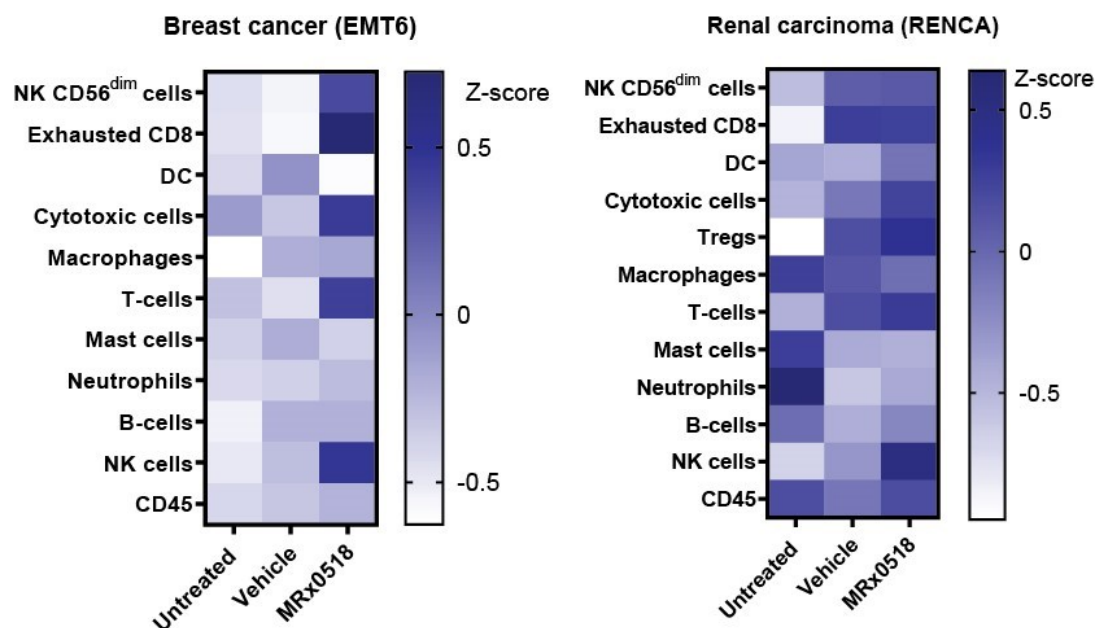 Breast cancer (EMT6)
NK CD56dim cells
Exhausted CD8
DC
Cytotoxic cells
Macrophages
T-cells
Mast cells
Neutrophils
B-cells
NK cells
CD45
Untreated
Vehicle
MRx0518
Z-score
0.5
0
-0.5
Renal carcinoma (RENCA)
NK CD56dim cells
Exhausted CD8
DC
Cytotoxic cells
Tregs
Macrophages
T-cells
Mast cells
Neutrophils
B-cells
NK cells
CD45
Untreated
Vehicle
MRx0518
Z-score
0.5
0
-0.5